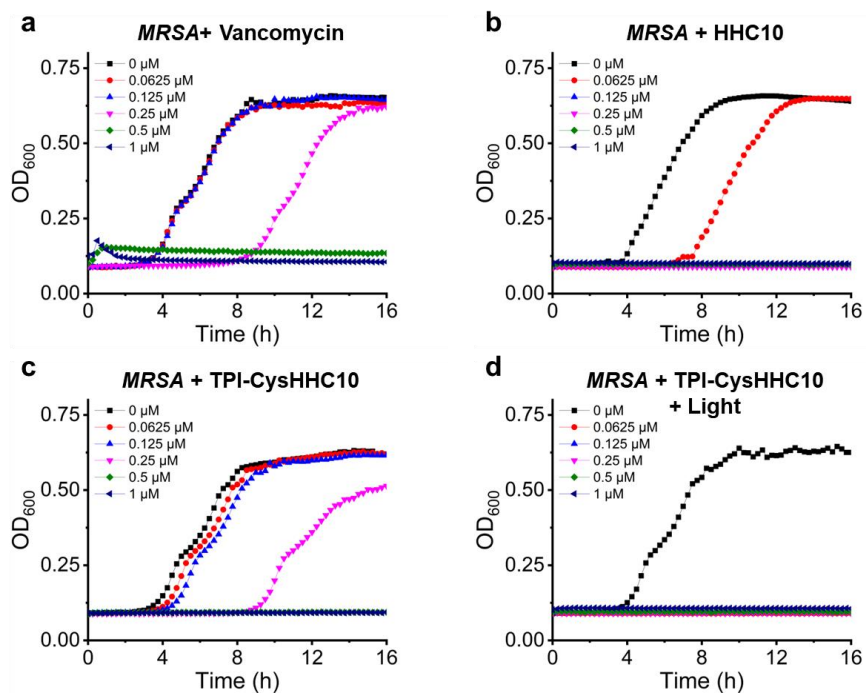 a
MRSA+ Vancomycin
0.75
0.50
0.25
0.00
OD600
0 µM
0.0625 µM
0.125 µM
0.25 µM
0.5 µM
1 µM
0 4 8 12 16
Time (h)
b
MRSA + HHC10
0.75
0.50
0.25
0.00
OD600
0 µM
0.0625 µM
0.125 µM
0.25 µM
0.5 µM
1 µM
0 4 8 12 16
Time (h)
c
MRSA + TPI-CysHHC10
0.75
0.50
0.25
0.00
OD600
0 µM
0.0625 µM
0.125 µM
0.25 µM
0.5 µM
1 µM
0 4 8 12 16
Time (h)
d
MRSA + TPI-CysHHC10
+ Light
0.75
0.50
0.25
0.00
OD600
0 µM
0.0625 µM
0.125 µM
0.25 µM
0.5 µM
1 µM
0 4 8 12 16
Time (h)